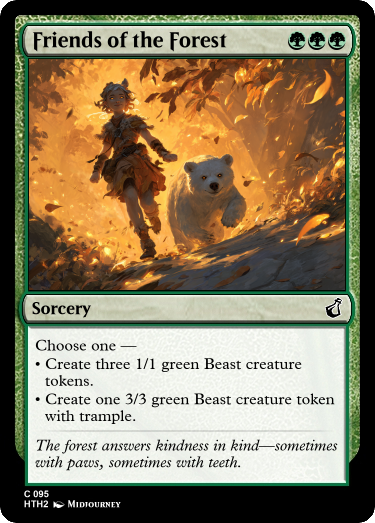 Friends of the Forest
Sorcery
Choose one —
• Create three 1/1 green Beast creature
tokens.
• Create one 3/3 green Beast creature token
with trample.
The forest answers kindness in kind—sometimes
with paws, sometimes with teeth.
C 095
HTH2 Midjourney